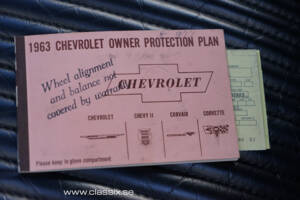 1963 CHEVROLET OWNER PROTECTION PLAN
Wheel alignment
and balance not
covered by warranty
CHEVROLET
CHEVROLET CHEVY II CORVAIR CORVETTE
Please keep in glove compartment
www.classix.se